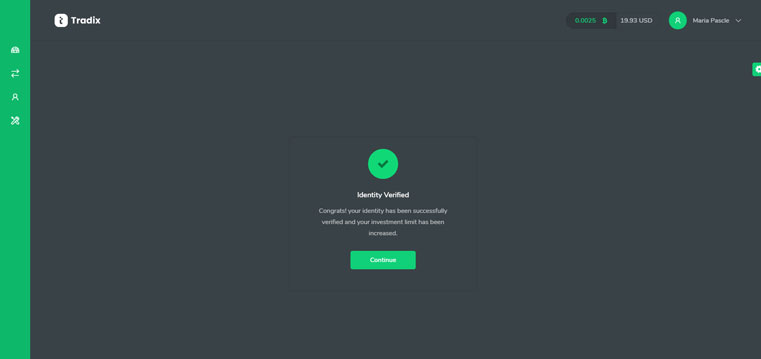 Tradix
0.0025
19.93 USD
Maria Pascle
Identity Verified
Congrats! your identity has been successfully
verified and your investment limit has been
increased.
Continue